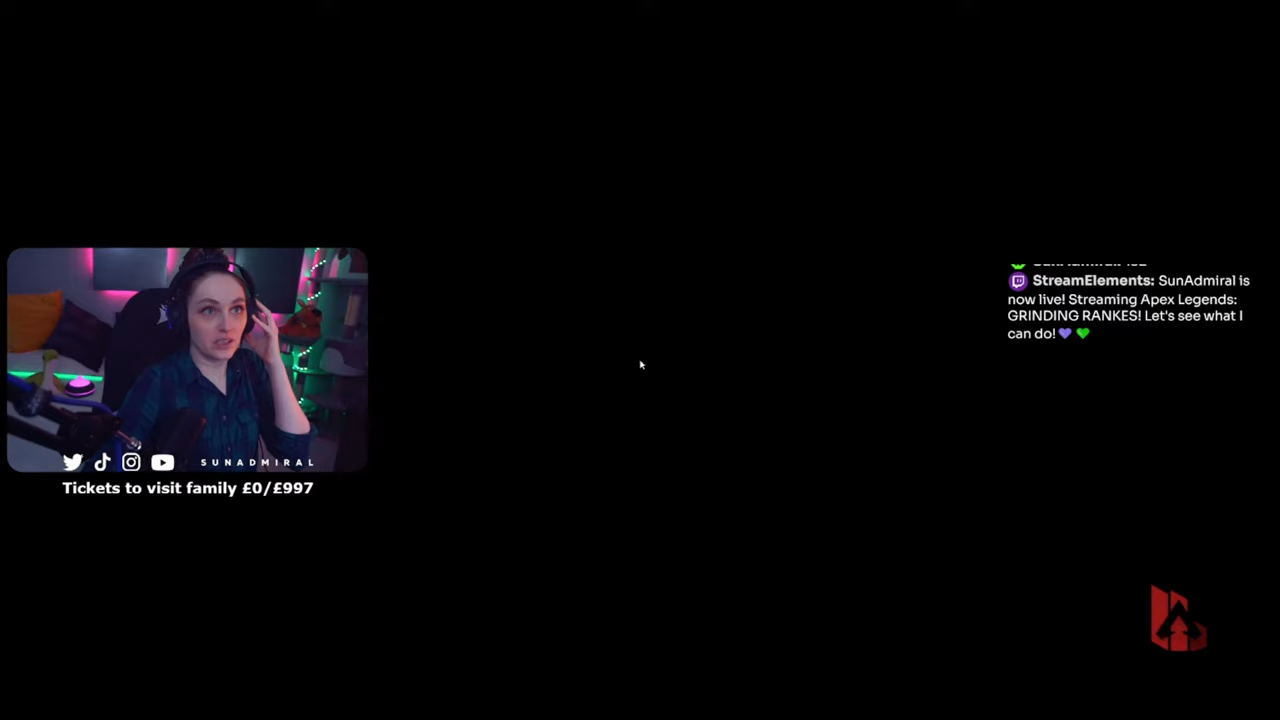 StreamElements: SunAdmiral is
now live! Streaming Apex Legends:
GRINDING RANKES! Let's see what I
can do!
SUNADMIRAL
Tickets to visit family £0/£997